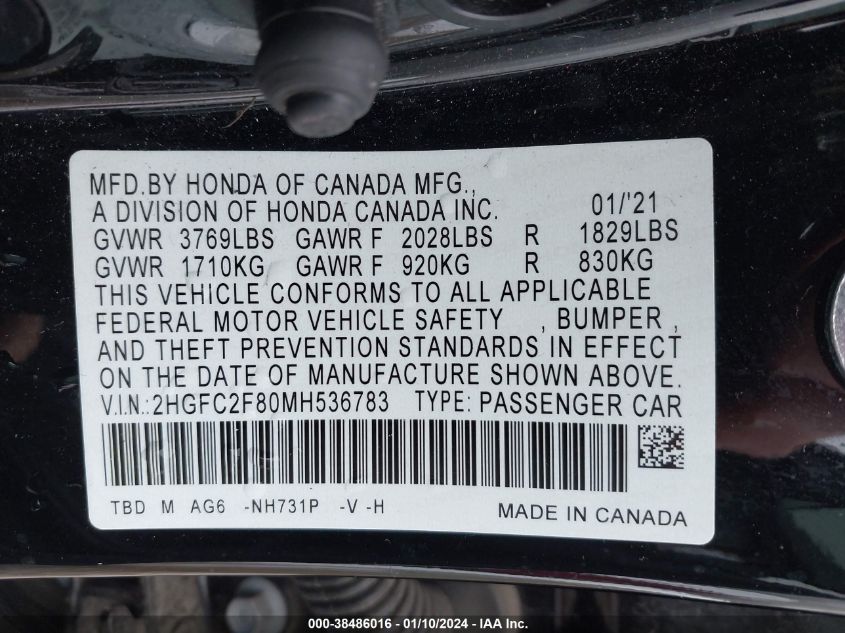 MFD.BY HONDA OF CANADA MFG.,
A DIVISION OF HONDA CANADA INC. 01/'21
GVWR 3769LBS GAWR F 2028LBS R 1829LBS
GVWR 1710KG GAWR F 920KG R 830KG
THIS VEHICLE CONFORMS TO ALL APPLICABLE
FEDERAL MOTOR VEHICLE SAFETY , BUMPER ,
AND THEFT PREVENTION STANDARDS IN EFFECT
ON THE DATE OF MANUFACTURE SHOWN ABOVE.
V.I.N.:2HGFC2F80MH536783 TYPE: PASSENGER CAR
TBD M AG6 -NH731P -V -H MADE IN CANADA
000-38486016 - 01/10/2024 - IAA Inc.